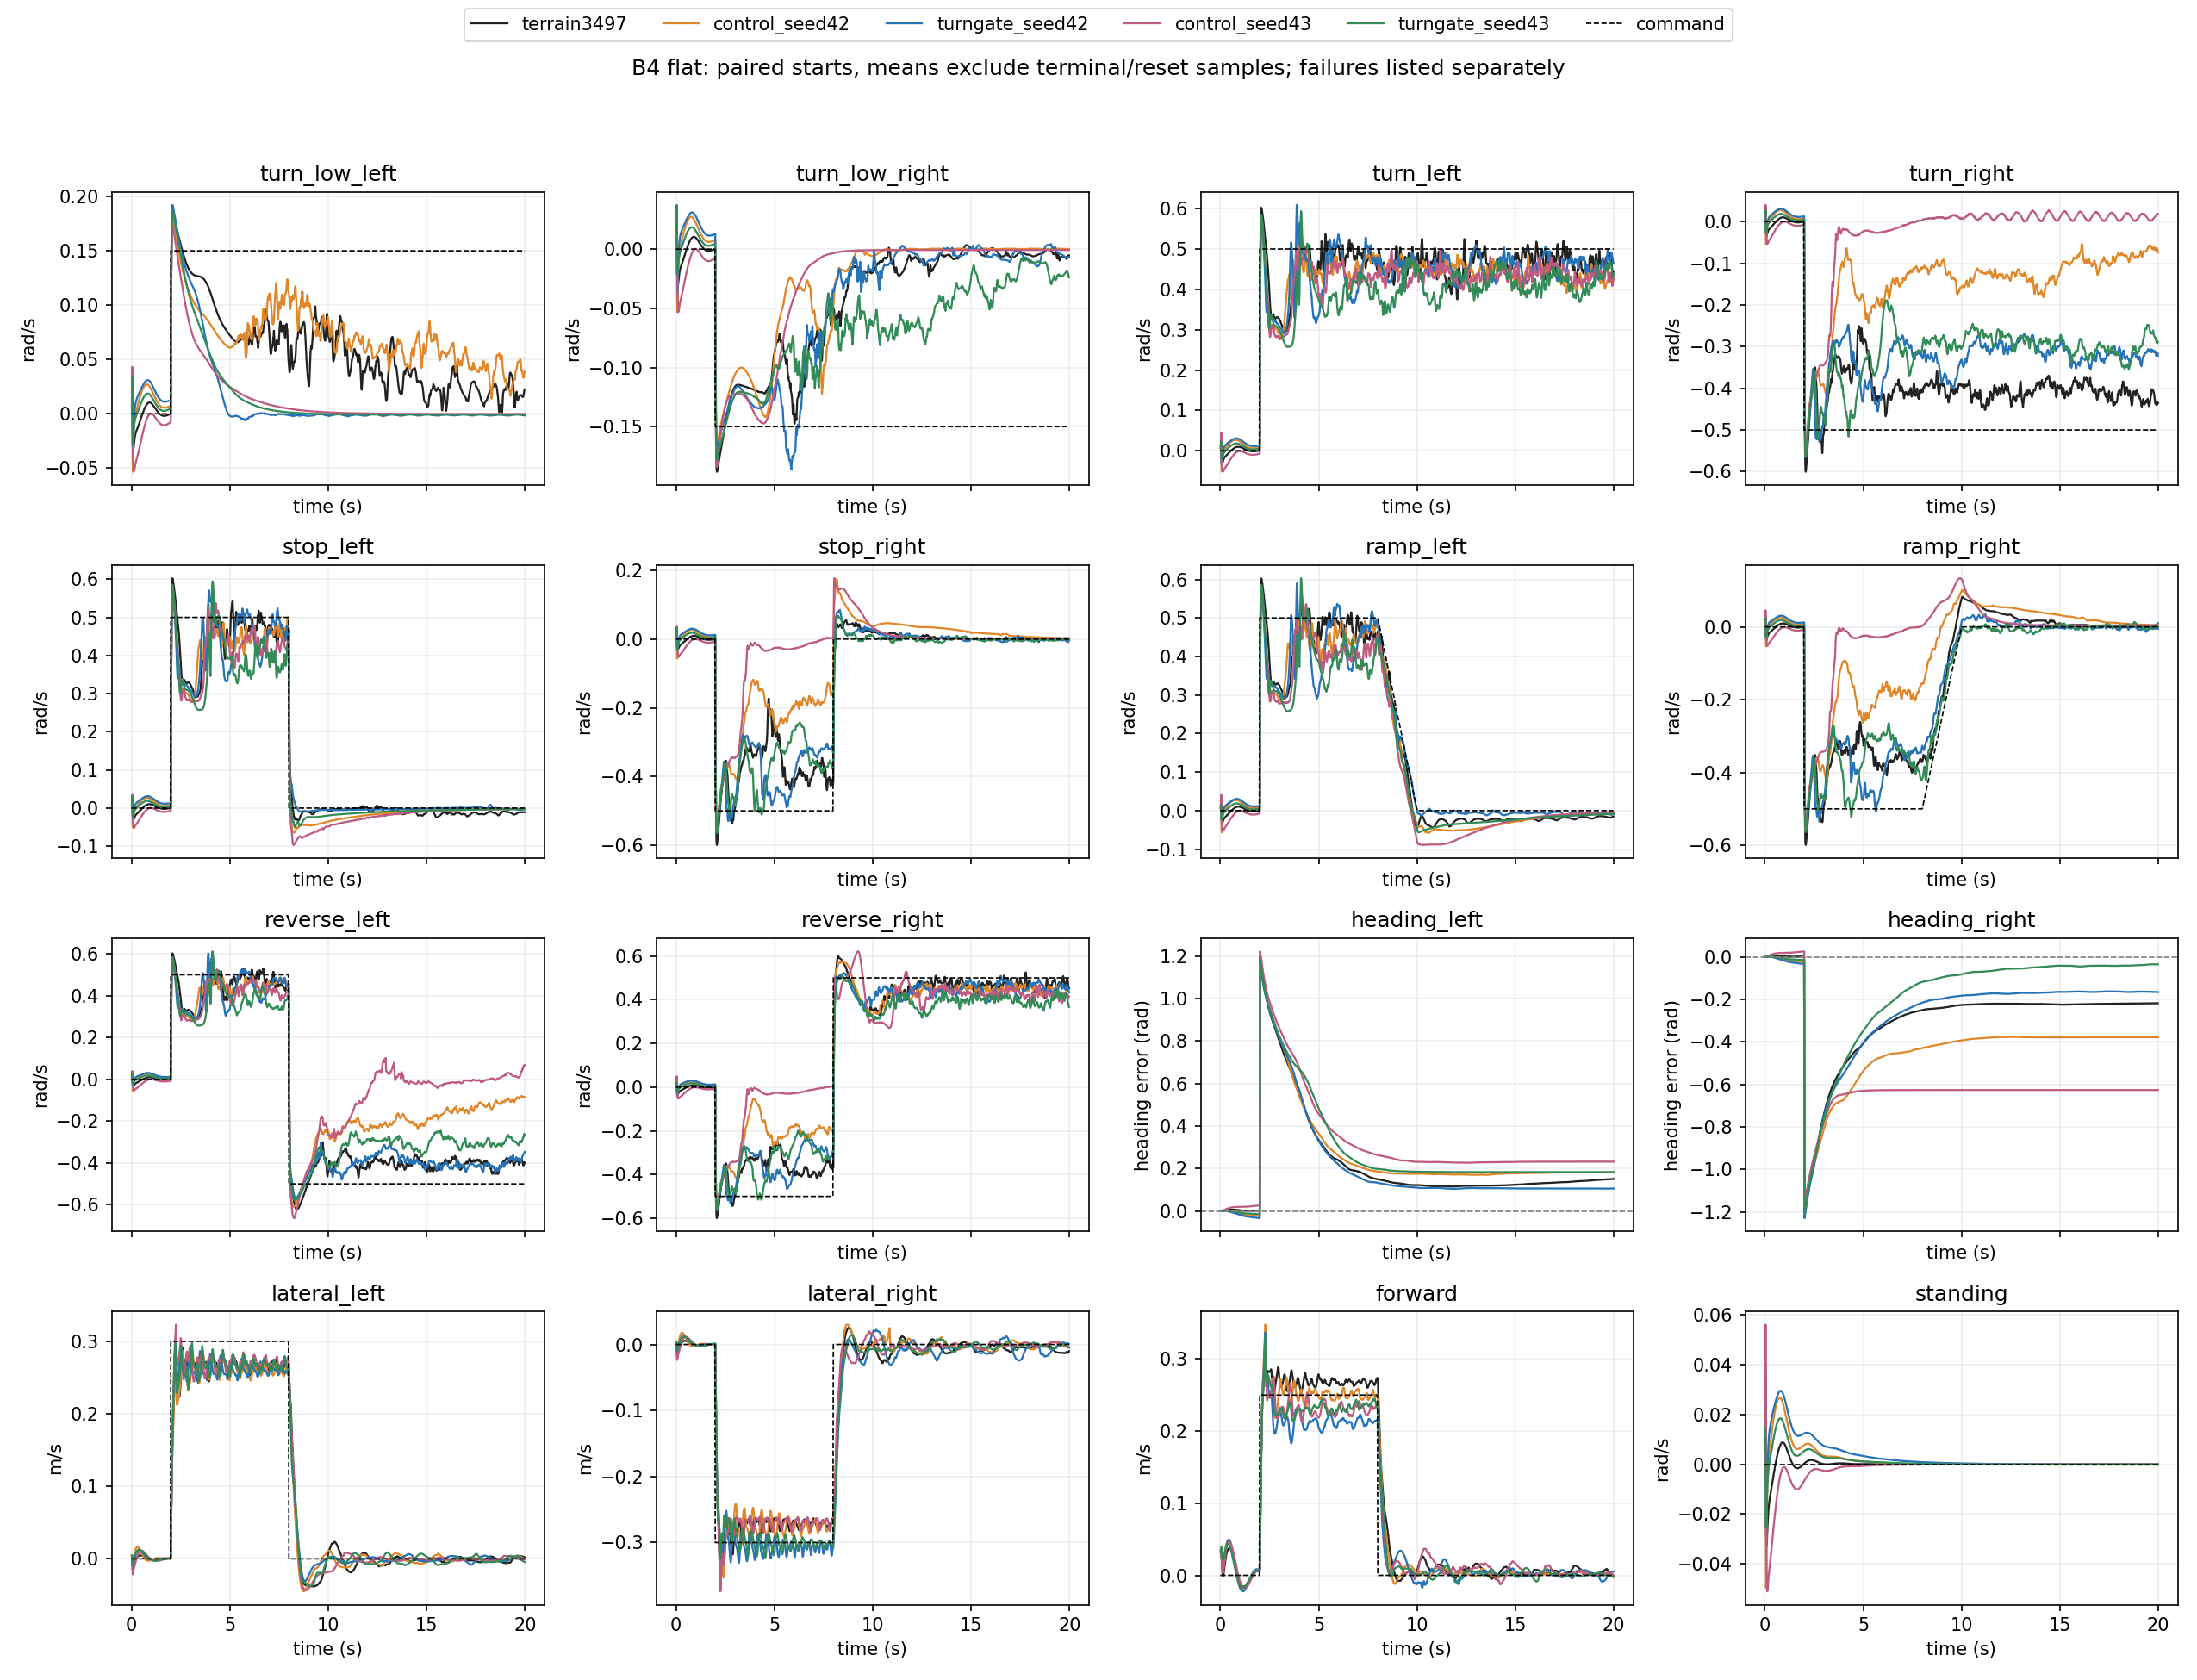 terrain3497 control_seed42 turngate_seed42 control_seed43 turngate_seed43 command
B4 flat: paired starts, means exclude terminal/reset samples; failures listed separately
turn_low_left
turn_low_right
turn_left
turn_right
0.20
0.15
0.10
0.05
0.00
−0.05
rad/s
time (s)
0.00
−0.05
−0.10
−0.15
rad/s
time (s)
0.6
0.5
0.4
0.3
0.2
0.1
0.0
rad/s
time (s)
0.0
−0.1
−0.2
−0.3
−0.4
−0.5
−0.6
rad/s
time (s)
stop_left
stop_right
ramp_left
ramp_right
0.6
0.5
0.4
0.3
0.2
0.1
0.0
−0.1
rad/s
time (s)
0.2
0.0
−0.2
−0.4
−0.6
rad/s
time (s)
0.6
0.5
0.4
0.3
0.2
0.1
0.0
−0.1
rad/s
time (s)
0.0
−0.2
−0.4
−0.6
rad/s
time (s)
reverse_left
reverse_right
heading_left
heading_right
0.6
0.4
0.2
0.0
−0.2
−0.4
−0.6
rad/s
time (s)
0.6
0.4
0.2
0.0
−0.2
−0.4
−0.6
rad/s
time (s)
1.2
1.0
0.8
0.6
0.4
0.2
0.0
heading error (rad)
time (s)
0.0
−0.2
−0.4
−0.6
−0.8
−1.0
−1.2
heading error (rad)
time (s)
lateral_left
lateral_right
forward
standing
0.3
0.2
0.1
0.0
m/s
0 5 10 15 20
time (s)
0.0
−0.1
−0.2
−0.3
m/s
0 5 10 15 20
time (s)
0.3
0.2
0.1
0.0
m/s
0 5 10 15 20
time (s)
0.06
0.04
0.02
0.00
−0.02
−0.04
rad/s
0 5 10 15 20
time (s)